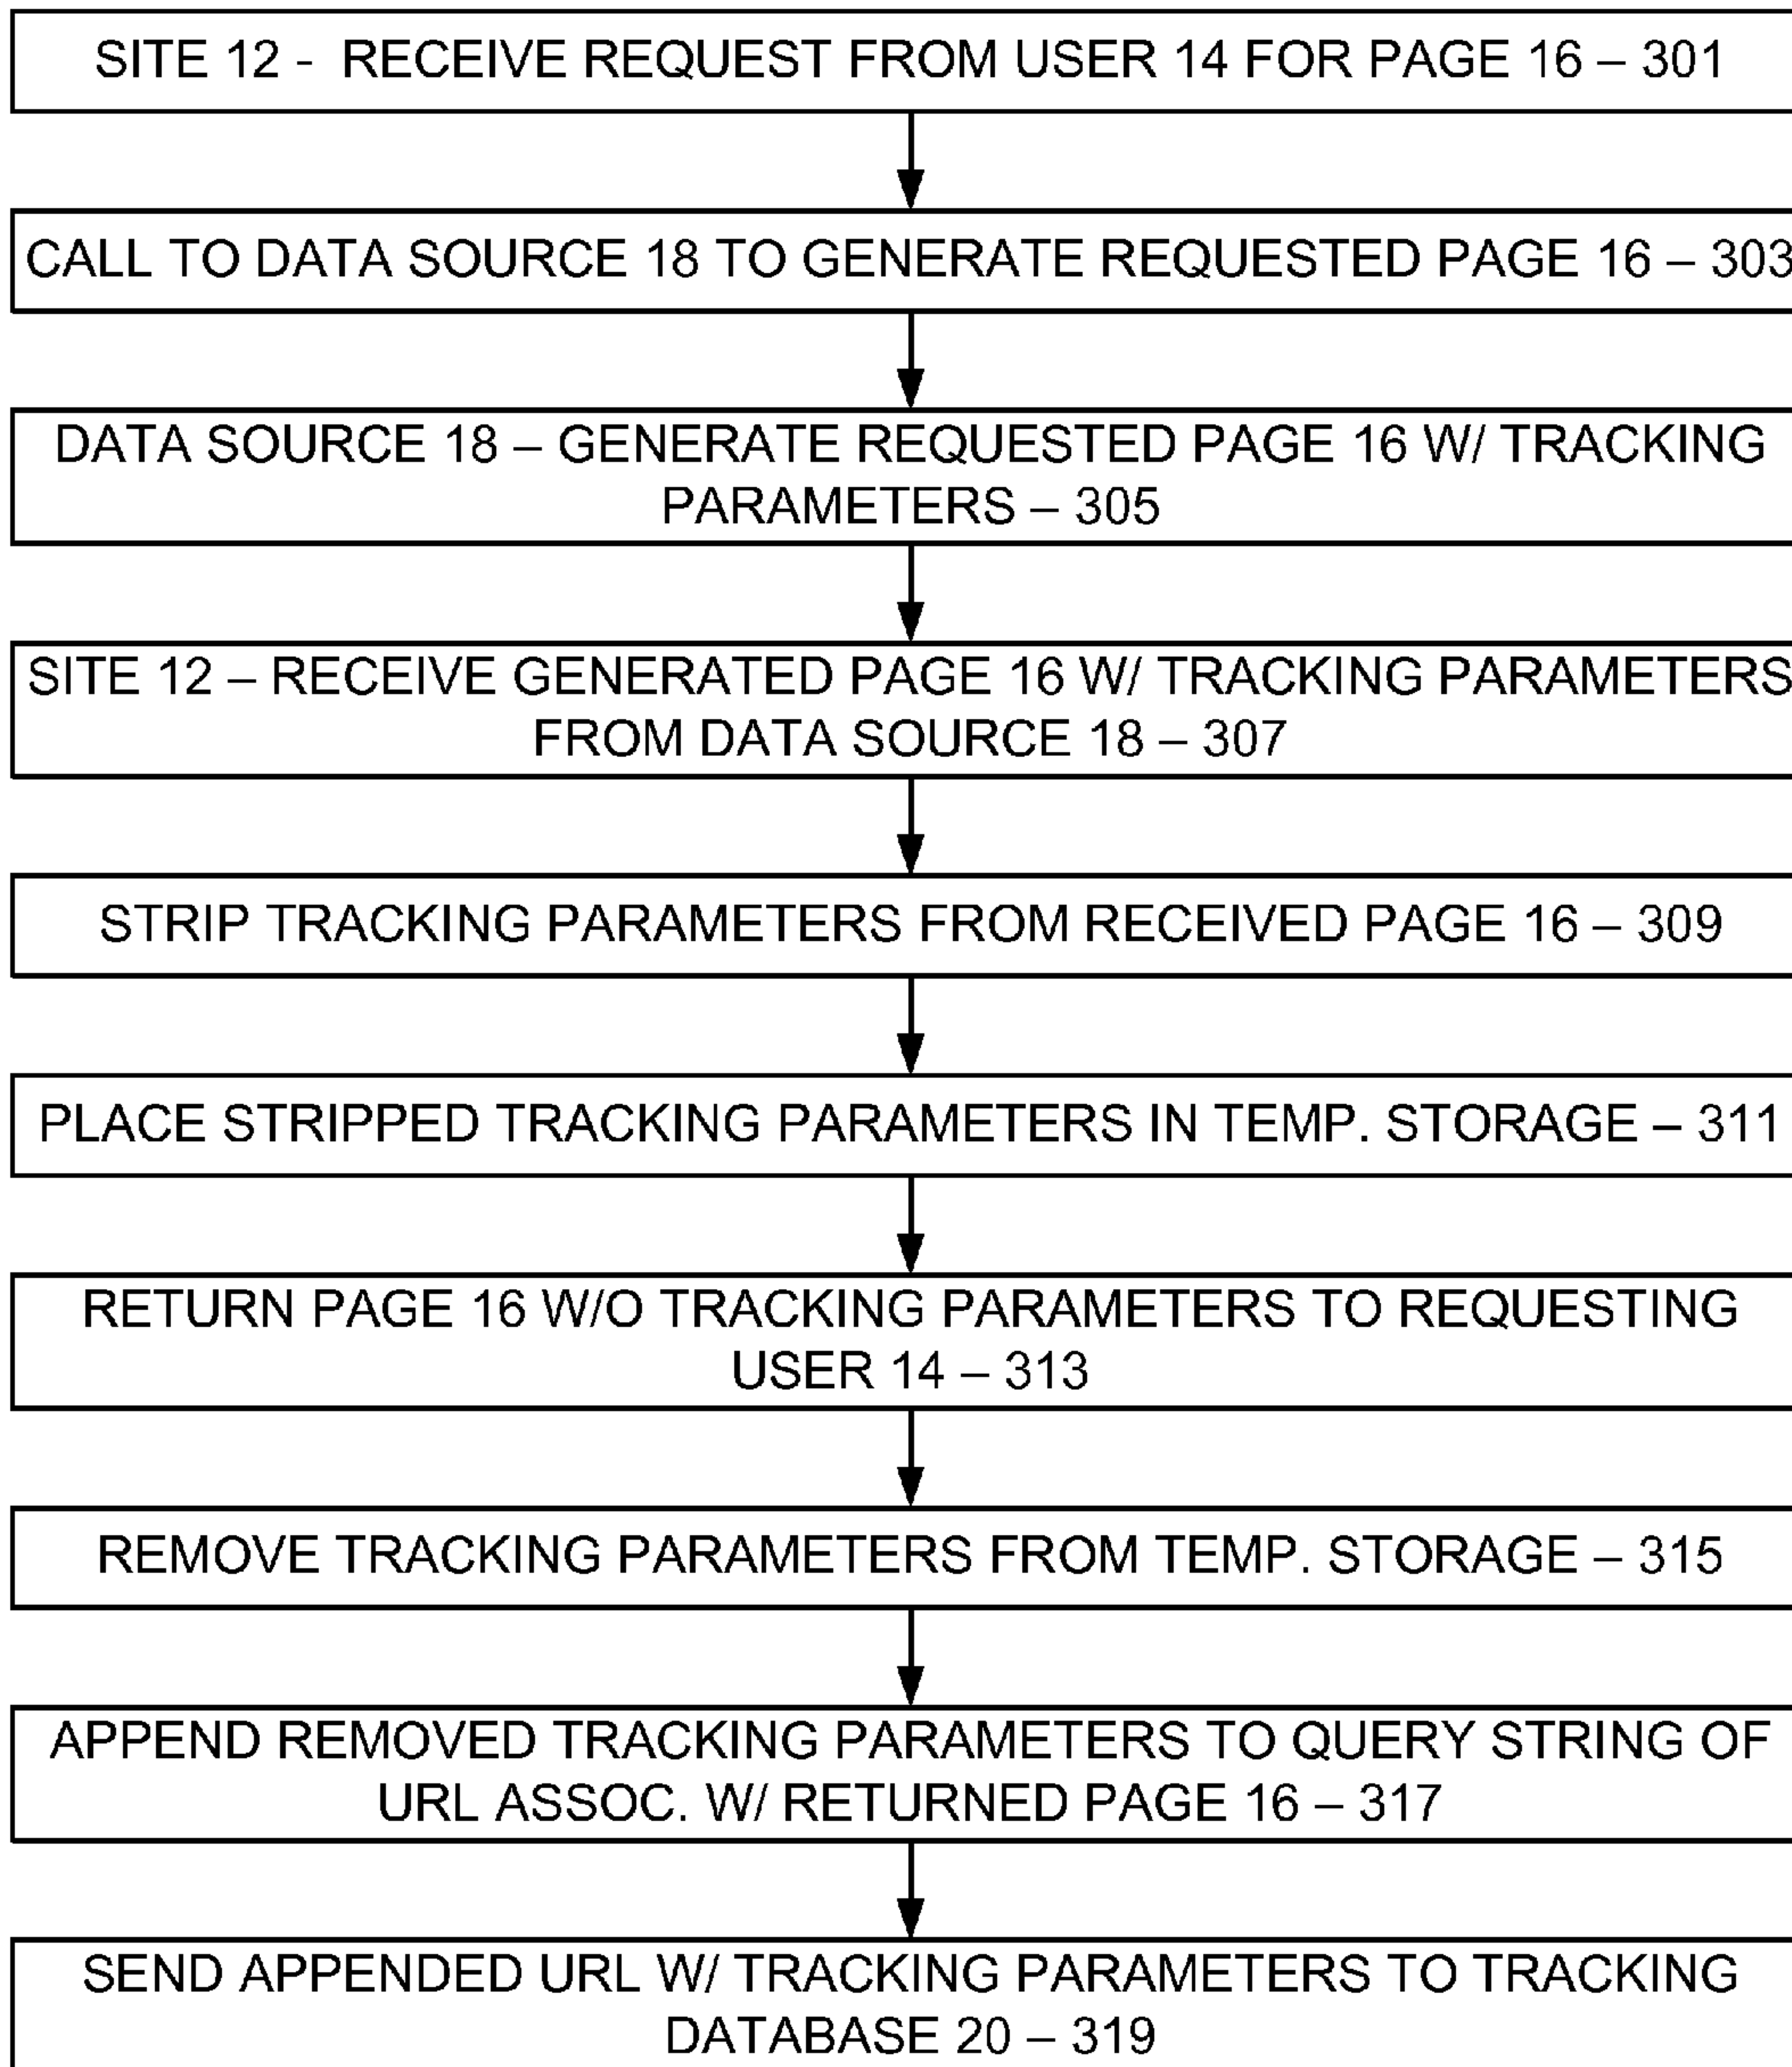 SITE 12 - RECEIVE REQUEST FROM USER 14 FOR PAGE 16 – 301
CALL TO DATA SOURCE 18 TO GENERATE REQUESTED PAGE 16 – 303
DATA SOURCE 18 – GENERATE REQUESTED PAGE 16 W/ TRACKING
PARAMETERS – 305
SITE 12 – RECEIVE GENERATED PAGE 16 W/ TRACKING PARAMETERS
FROM DATA SOURCE 18 – 307
STRIP TRACKING PARAMETERS FROM RECEIVED PAGE 16 – 309
PLACE STRIPPED TRACKING PARAMETERS IN TEMP. STORAGE – 311
RETURN PAGE 16 W/O TRACKING PARAMETERS TO REQUESTING
USER 14 – 313
REMOVE TRACKING PARAMETERS FROM TEMP. STORAGE – 315
APPEND REMOVED TRACKING PARAMETERS TO QUERY STRING OF
URL ASSOC. W/ RETURNED PAGE 16 – 317
SEND APPENDED URL W/ TRACKING PARAMETERS TO TRACKING
DATABASE 20 – 319